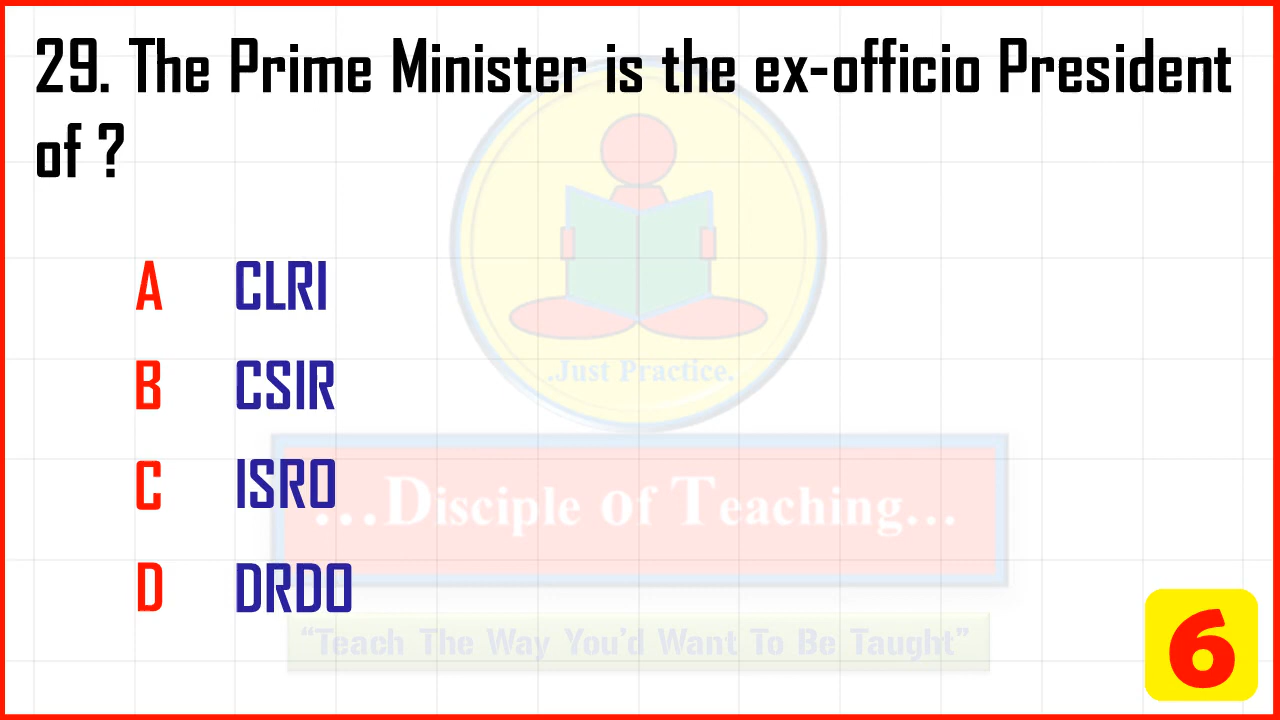 29. The Prime Minister is the ex-officio President
of ?
A CLRI
B CSIR
C ISRO
D DRDO
.Just Practice.
...Disciple of Teaching...
“Teach The Way You’d Want To Be Taught”
6